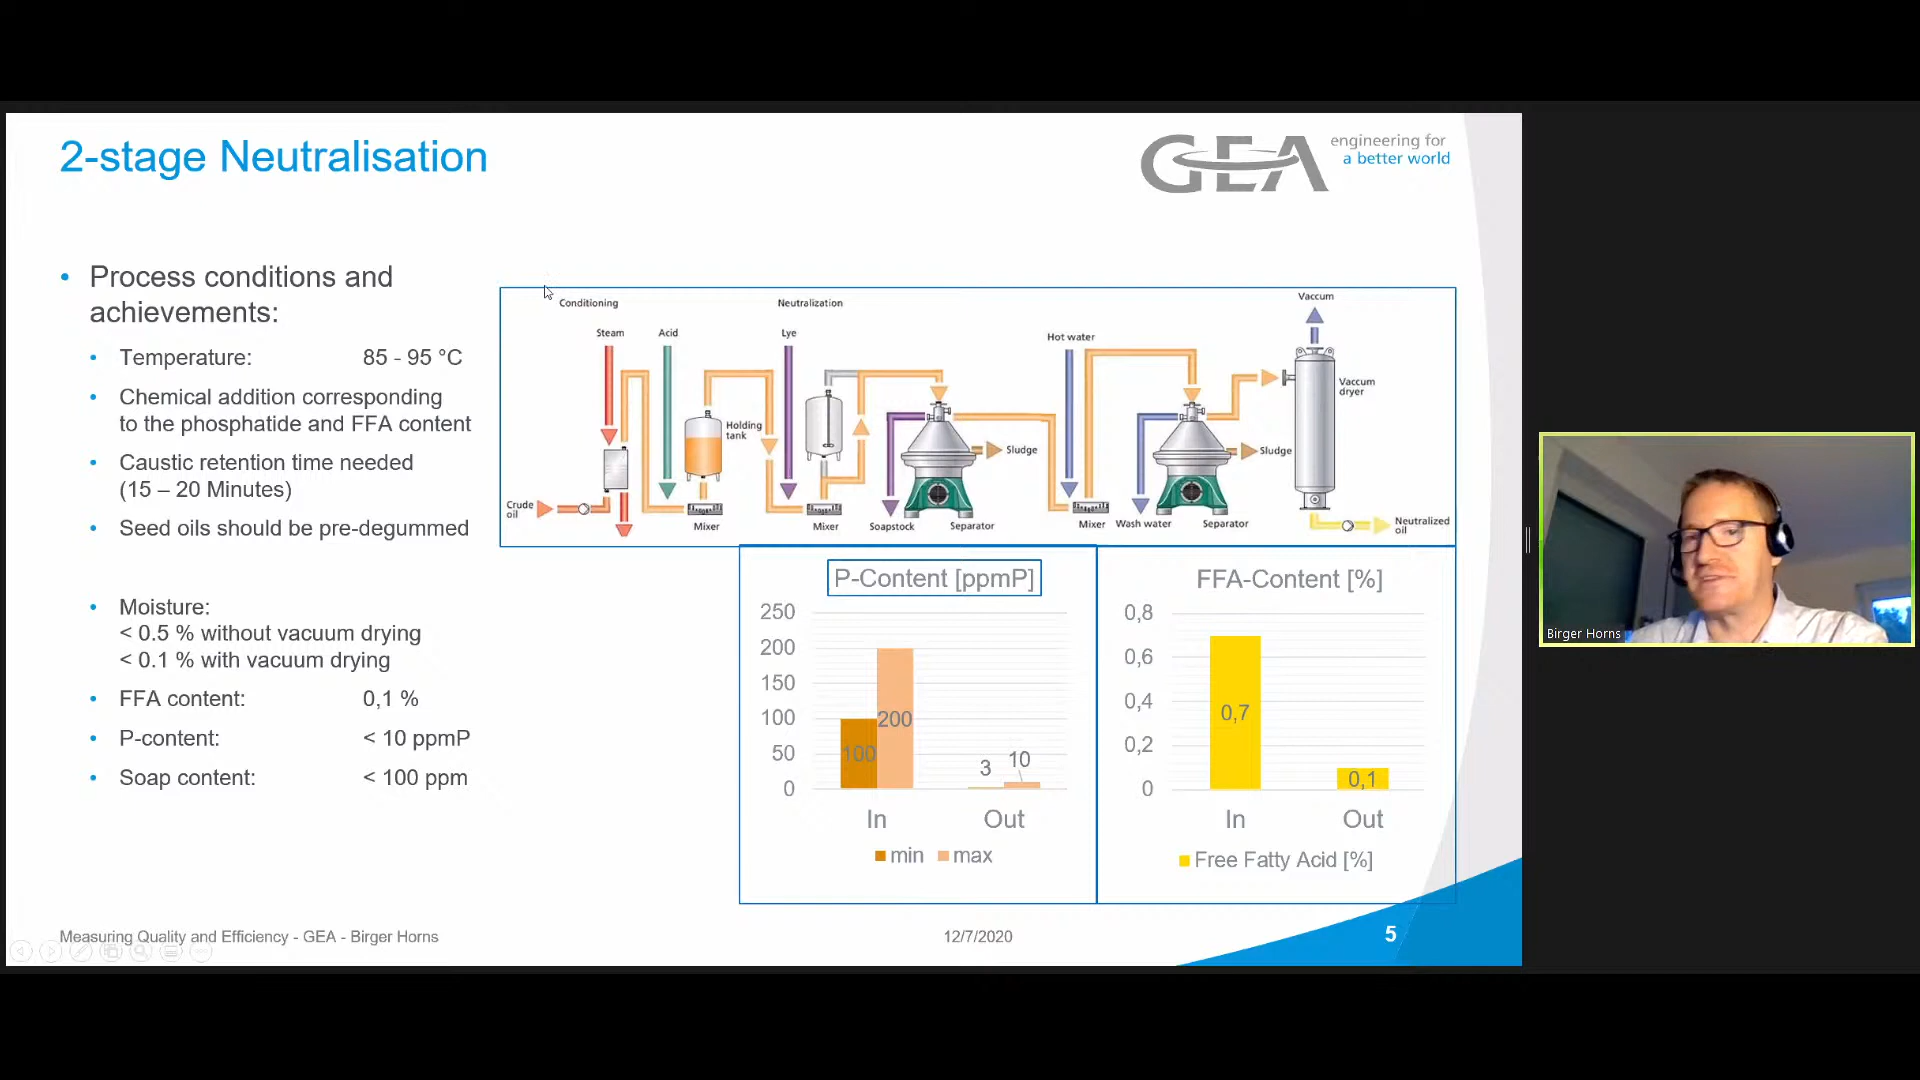 2-stage Neutralisation
GEA
engineering for
a better world
Process conditions and
achievements:
Temperature: 85 - 95 °C
Chemical addition corresponding
to the phosphatide and FFA content
Caustic retention time needed
(15 – 20 Minutes)
Seed oils should be pre-degummed
Moisture:
< 0.5 % without vacuum drying
< 0.1 % with vacuum drying
FFA content: 0,1 %
P-content: < 10 ppmP
Soap content: < 100 ppm
Conditioning
Neutralization
Vaccum
Steam
Acid
Lye
Hot water
Vaccum
dryer
Holding
tank
Sludge
Sludge
Crude
oil
Mixer
Mixer
Soapstock
Separator
Mixer
Wash water
Separator
Neutralized
oil
P-Content [ppmP]
250
200
150
100
50
0
100
200
3
10
In
Out
min
max
FFA-Content [%]
0,8
0,6
0,4
0,2
0
0,7
0,1
In
Out
Free Fatty Acid [%]
Birger Horns
Measuring Quality and Efficiency - GEA - Birger Horns
12/7/2020
5